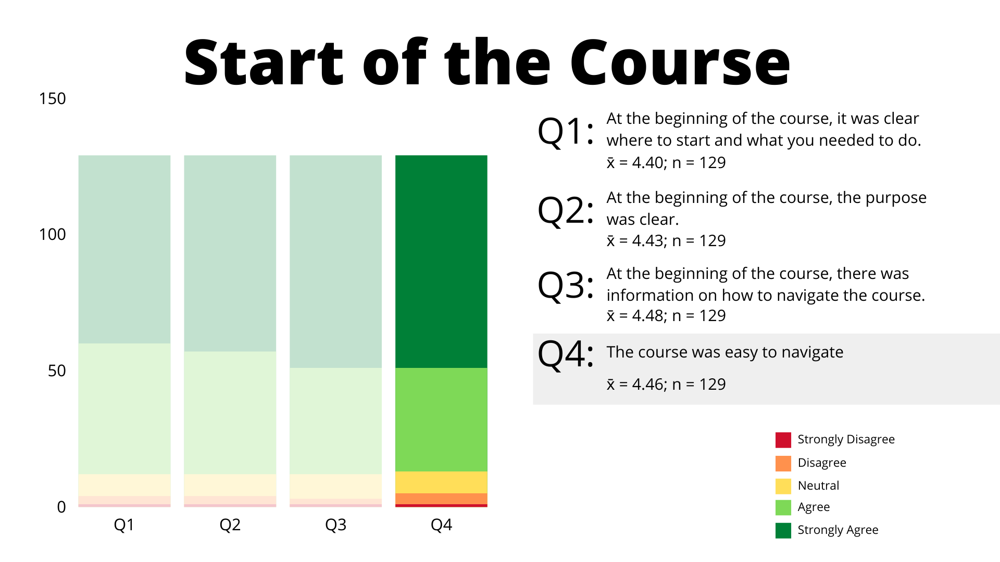 Start of the Course
150
100
50
0
Q1
Q2
Q3
Q4
Q1:
At the beginning of the course, it was clear
where to start and what you needed to do.
x̄ = 4.40; n = 129
Q2:
At the beginning of the course, the purpose
was clear.
x̄ = 4.43; n = 129
Q3:
At the beginning of the course, there was
information on how to navigate the course.
x̄ = 4.48; n = 129
Q4:
The course was easy to navigate
x̄ = 4.46; n = 129
Strongly Disagree
Disagree
Neutral
Agree
Strongly Agree